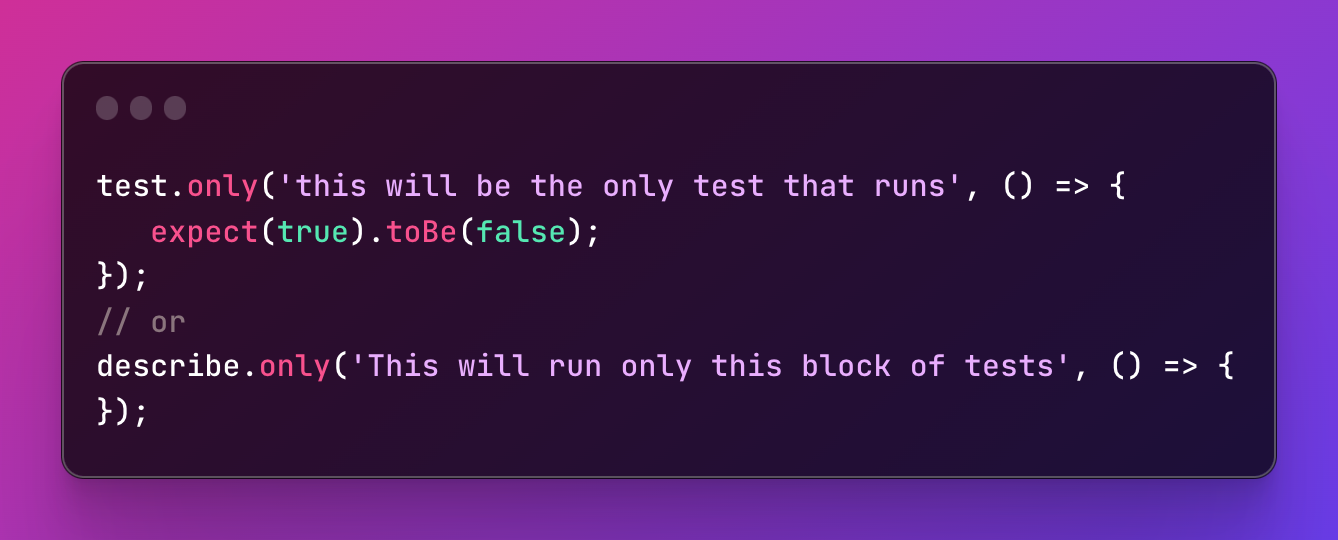 test.only('this will be the only test that runs', () => {
   expect(true).toBe(false);
});
// or
describe.only('This will run only this block of tests', () => {
});